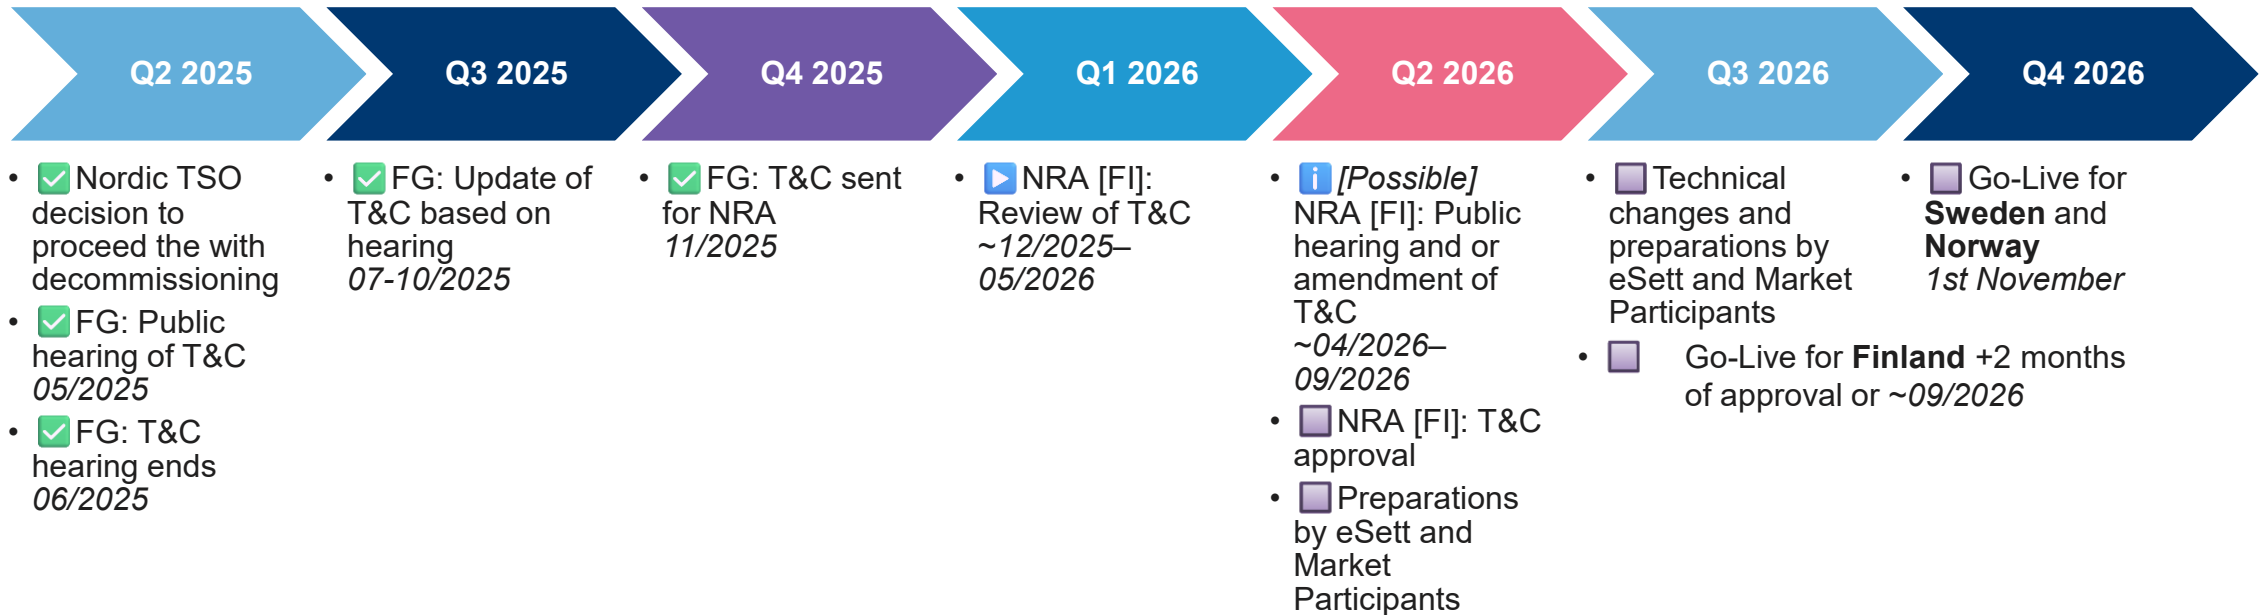 Q2 2025
Q3 2025
Q4 2025
Q1 2026
Q2 2026
Q3 2026
Q4 2026
• ✅ Nordic TSO
decision to
proceed the with
decommissioning
• ✅ FG: Public
hearing of T&C
05/2025
• ✅ FG: T&C
hearing ends
06/2025
• ✅ FG: Update of
T&C based on
hearing
07-10/2025
• ✅ FG: T&C sent
for NRA
11/2025
• ▶️ NRA [FI]:
Review of T&C
~12/2025–
05/2026
• ℹ️ [Possible]
NRA [FI]: Public
hearing and or
amendment of
T&C
~04/2026–
09/2026
• NRA [FI]: T&C
approval
• Preparations
by eSett and
Market
Participants
• Technical
changes and
preparations by
eSett and Market
Participants
• Go-Live for Finland +2 months
of approval or ~09/2026
• Go-Live for
Sweden and
Norway
1st November